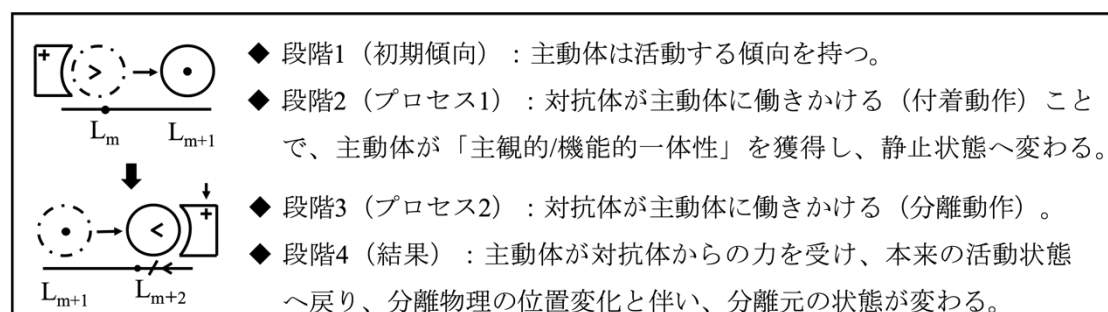 ◆ 段階1（初期傾向）：主動体は活動する傾向を持つ。
◆ 段階2（プロセス1）：対抗体が主動体に働きかける（付着動作）こと
で、主動体が「主観的/機能的一体性」を獲得し、静止状態へ変わる。
◆ 段階3（プロセス2）：対抗体が主動体に働きかける（分離動作）。
◆ 段階4（結果）：主動体が対抗体からの力を受け、本来の活動状態
へ戻り、分離物理の位置変化と伴い、分離元の状態が変わる。
+ >
Lm Lm+1
< +
Lm+1 Lm+2